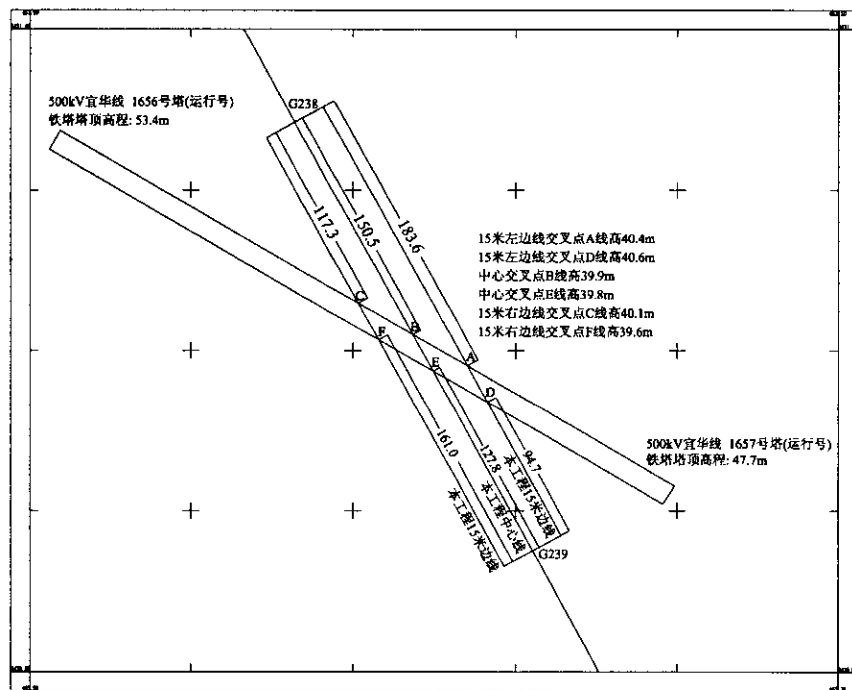 G238
500kV宜华线 1656号塔(运行号)
铁塔塔顶高程: 53.4m
117.3
150.5
183.6
15米左边线交叉点A线高40.4m
15米左边线交叉点D线高40.6m
中心交叉点B线高39.9m
中心交叉点E线高39.8m
15米右边线交叉点C线高40.1m
15米右边线交叉点F线高39.6m
C
B
F
A
E
D
500kV宜华线 1657号塔(运行号)
铁塔塔顶高程: 47.7m
161.0
127.8
94.7
本工程15米边线
本工程中心线
本工程15米边线
G239